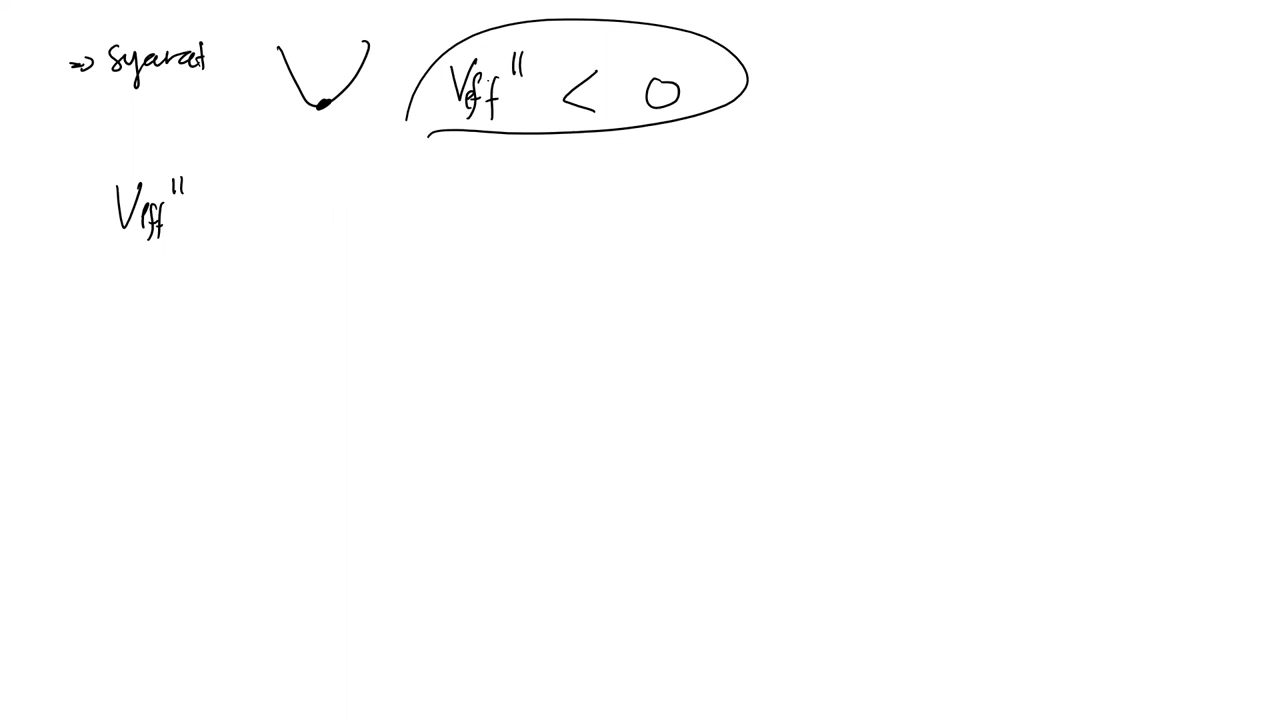 ⇒ syarat Veff'' < 0
Veff''